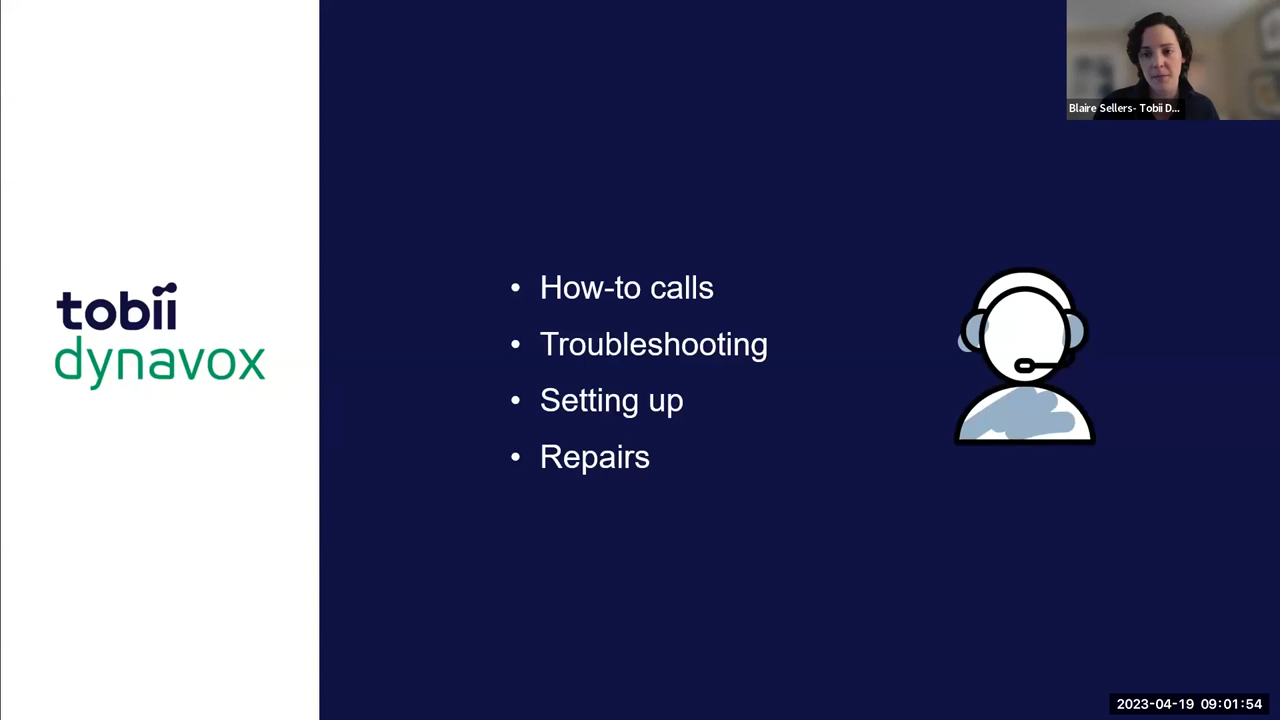 Blaire Sellers- Tobii D...
tobii
dynavox
• How-to calls
• Troubleshooting
• Setting up
• Repairs
2023-04-19 09:01:54